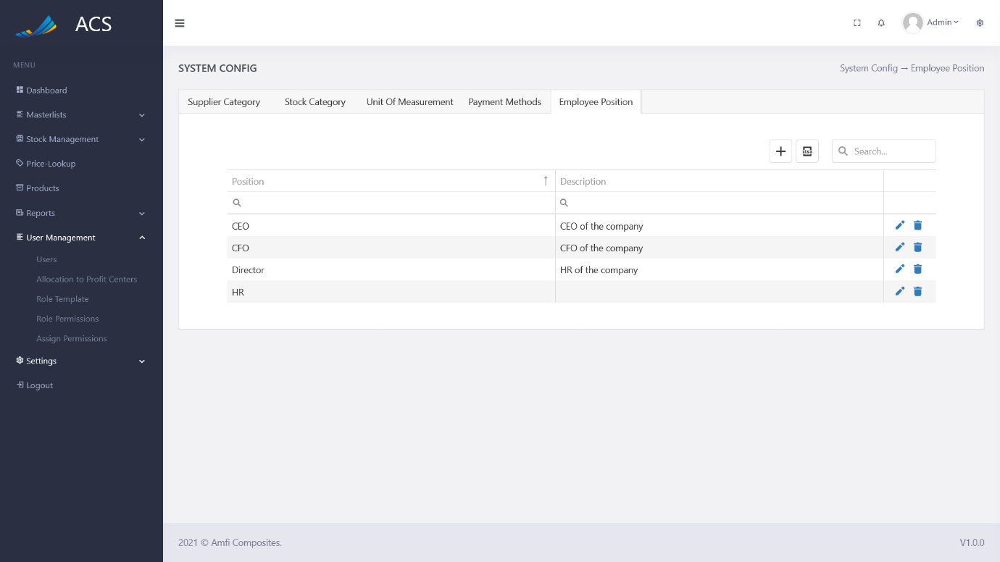 ACS
Admin
MENU
Dashboard
Masterlists
Stock Management
Price-Lookup
Products
Reports
User Management
Users
Allocation to Profit Centers
Role Template
Role Permissions
Assign Permissions
Settings
Logout
SYSTEM CONFIG
System Config → Employee Position
Supplier Category Stock Category Unit Of Measurement Payment Methods Employee Position
XLSX Search...
Position ↑ Description
CEO CEO of the company
CFO CFO of the company
Director HR of the company
HR
2021 © Amfi Composites. V1.0.0